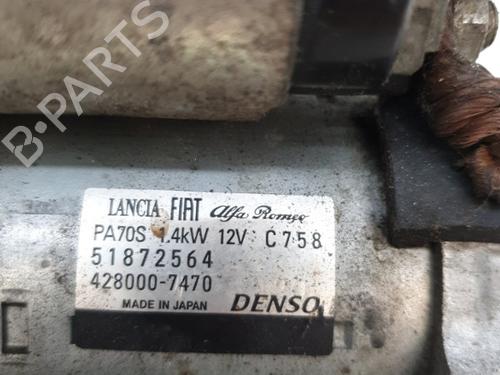 B-PARTS
LANCIA FIAT Alfa Romeo
PA70S 1.4kW 12V C758
51872564
428000-7470
MADE IN JAPAN DENSO